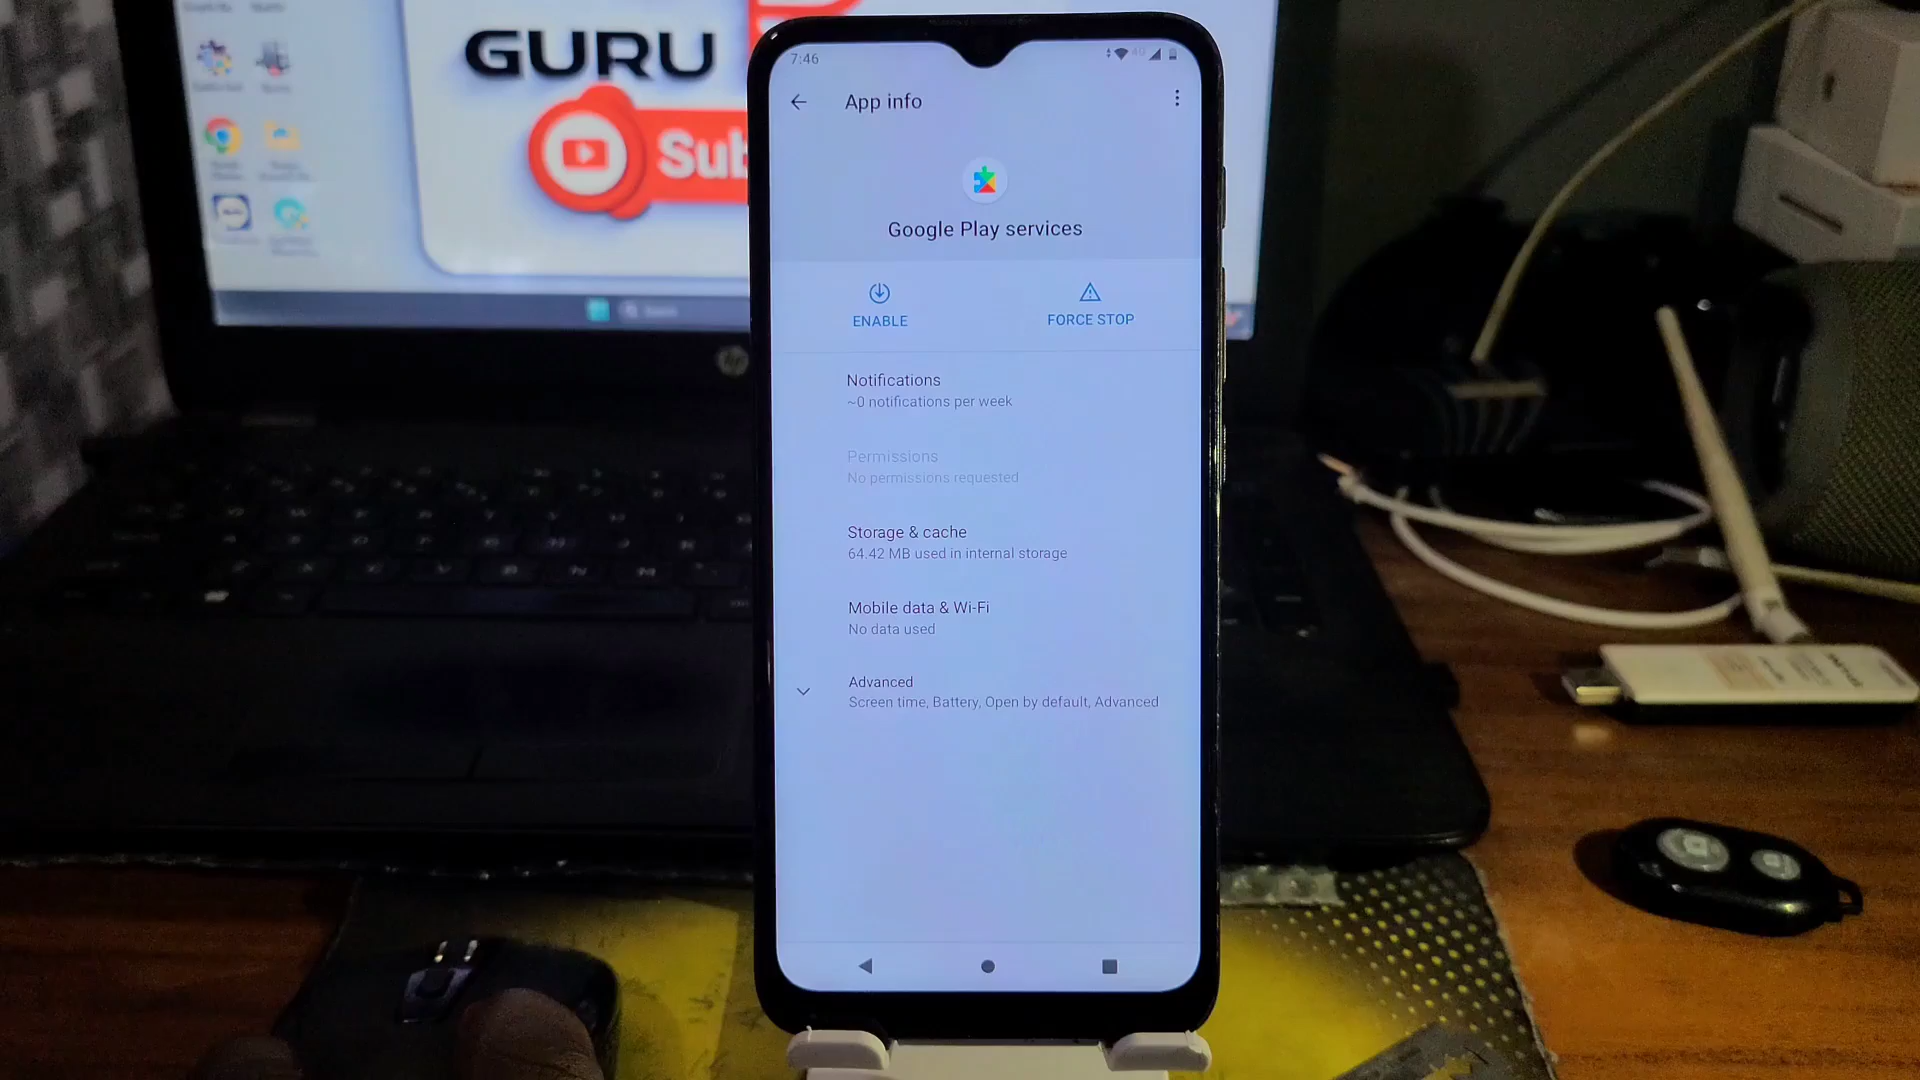 GURU
Sub
7:46
4G
App info
Google Play services
ENABLE
FORCE STOP
Notifications
~0 notifications per week
Permissions
No permissions requested
Storage & cache
64.42 MB used in internal storage
Mobile data & Wi-Fi
No data used
Advanced
Screen time, Battery, Open by default, Advanced
hp